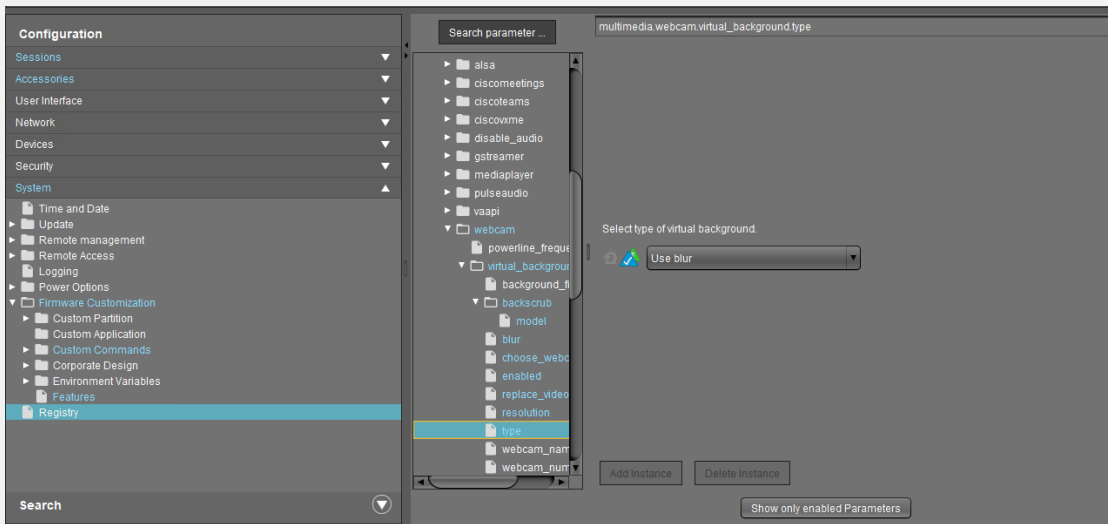 Configuration
Sessions
Accessories
User Interface
Network
Devices
Security
System
Time and Date
Update
Remote management
Remote Access
Logging
Power Options
Firmware Customization
Custom Partition
Custom Application
Custom Commands
Corporate Design
Environment Variables
Features
Registry
Search
Search parameter ...
alsa
ciscomeetings
ciscoteams
ciscovxme
disable_audio
gstreamer
mediaplayer
pulseaudio
vaapi
webcam
powerline_freque
virtual_backgroun
background_fi
backscrub
model
blur
choose_webc
enabled
replace_video
resolution
type
webcam_nam
webcam_num
multimedia.webcam.virtual_background.type
Select type of virtual background.
Use blur
Add Instance Delete Instance
Show only enabled Parameters